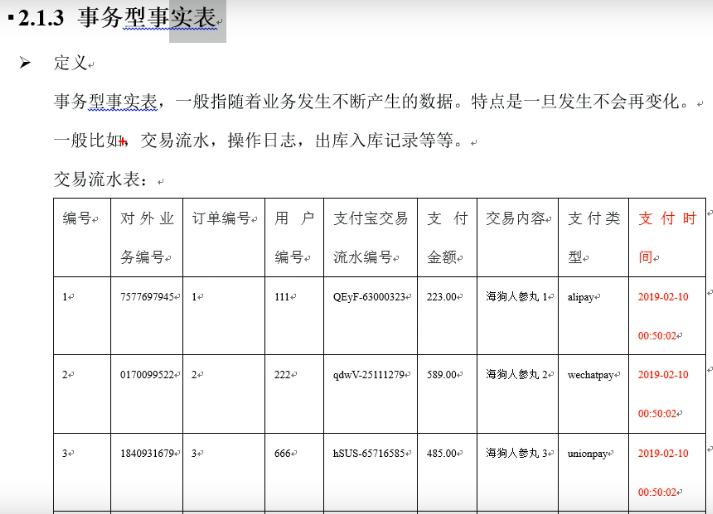 ▪2.1.3 事务型事实表
➢ 定义
事务型事实表，一般指随着业务发生不断产生的数据。特点是一旦发生不会再变化。
一般比如，交易流水，操作日志，出库入库记录等等。
交易流水表：
编号 对外业务编号 订单编号 用户编号 支付宝交易流水编号 支付金额 交易内容 支付类型 支付时间
1 7577697945 1 111 QEyF-63000323 223.00 海狗人参丸1 alipay 2019-02-10 00:50:02
2 0170099522 2 222 qdwV-25111279 589.00 海狗人参丸2 wechatpay 2019-02-10 00:50:02
3 1840931679 3 666 hSUS-65716585 485.00 海狗人参丸3 unionpay 2019-02-10 00:50:02